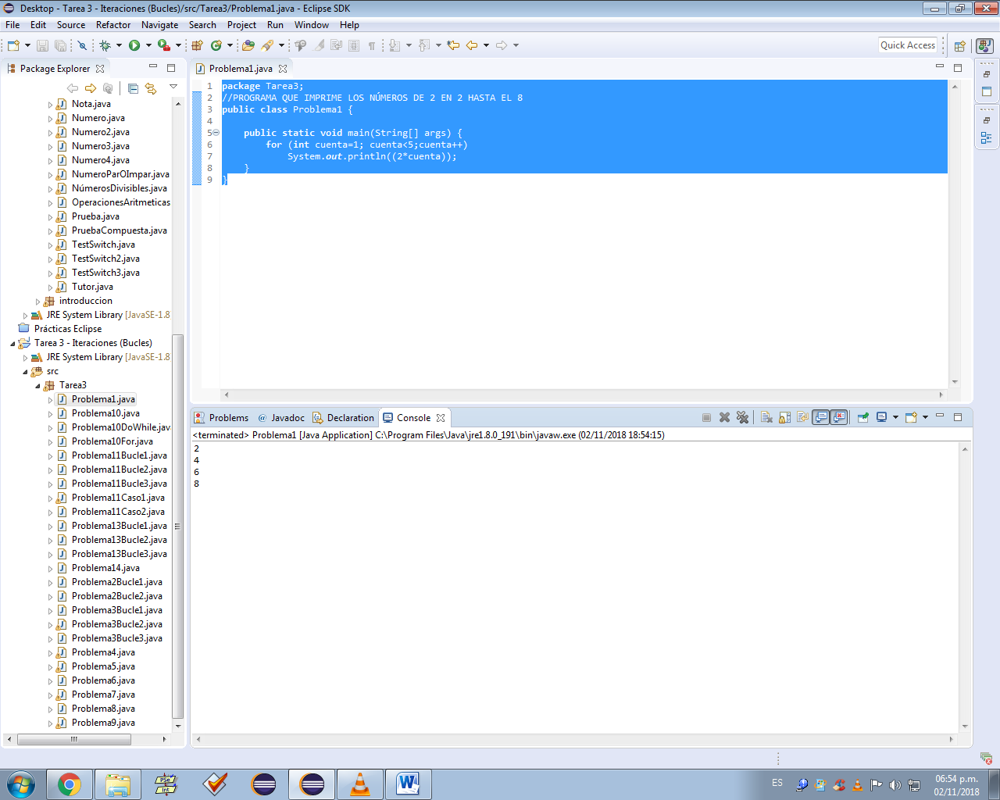 Desktop - Tarea 3 - Iteraciones (Bucles)/src/Tarea3/Problema1.java - Eclipse SDK
File Edit Source Refactor Navigate Search Project Run Window Help
Quick Access
Package Explorer
Nota.java
Numero.java
Numero2.java
Numero3.java
Numero4.java
NumeroParOImpar.java
NúmerosDivisibles.java
OperacionesAritmeticas
Prueba.java
PruebaCompuesta.java
TestSwitch.java
TestSwitch2.java
TestSwitch3.java
Tutor.java
introduccion
JRE System Library [JavaSE-1.8
Prácticas Eclipse
Tarea 3 - Iteraciones (Bucles)
JRE System Library [JavaSE-1.8]
src
Tarea3
Problema1.java
Problema10.java
Problema10DoWhile.java
Problema10For.java
Problema11Bucle1.java
Problema11Bucle2.java
Problema11Bucle3.java
Problema11Caso1.java
Problema11Caso2.java
Problema13Bucle1.java
Problema13Bucle2.java
Problema13Bucle3.java
Problema14.java
Problema2Bucle1.java
Problema2Bucle2.java
Problema3Bucle1.java
Problema3Bucle2.java
Problema3Bucle3.java
Problema4.java
Problema5.java
Problema6.java
Problema7.java
Problema8.java
Problema9.java
Problema1.java
1 package Tarea3;
2 //PROGRAMA QUE IMPRIME LOS NÚMEROS DE 2 EN 2 HASTA EL 8
3 public class Problema1 {
4
5 public static void main(String[] args) {
6 for (int cuenta=1; cuenta<5;cuenta++)
7 System.out.println((2*cuenta));
8 }
9 }
Problems @ Javadoc Declaration Console
<terminated> Problema1 [Java Application] C:\Program Files\Java\jre1.8.0_191\bin\javaw.exe (02/11/2018 18:54:15)
2
4
6
8
PSe
Int
ES
06:54 p.m.
02/11/2018